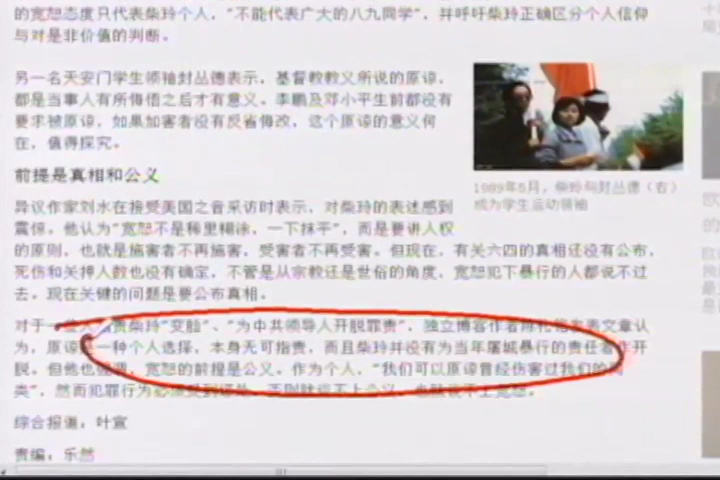 的宽恕态度只代表柴玲个人，“不能代表广大的八九同学”，并呼吁柴玲正确区分个人信仰
与对是非价值的判断。
另一名天安门学生领袖封丛德表示，基督教教义所说的原谅，
都是当事人有所悔悟之后才有意义。李鹏及邓小平生前都没有
要求被原谅，如果加害者没有反省悔改，这个原谅的意义何
在，值得探究。
1989年5月，柴玲与封丛德（右）
成为学生运动领袖
前提是真相和公义
异议作家刘水在接受美国之音采访时表示，对柴玲的表述感到
震惊。他认为“宽恕不是稀里糊涂，一下抹平”，而是要讲人权
的原则，也就是施害者不再施害，受害者不再受害。但现在，有关六四的真相还没有公布，
死伤和关押人数也没有确定，不管是从宗教还是世俗的角度，宽恕犯下暴行的人都说不过
去。现在关键的问题是要公布真相。
对于一些人指责柴玲“变脸”、“为中共领导人开脱罪责”，独立博客作者 文章认
为，原谅是一种个人选择，本身无可指责，而且柴玲并没有为当年屠城暴行的责任者作开
脱。但他也强调，宽恕的前提是公义。作为个人，“我们可以原谅曾经伤害过我们的
类”，然而犯罪行为必须受到 ，否则就说不上公义，也就说不上宽恕。
综合报道：叶宣
责编：乐然